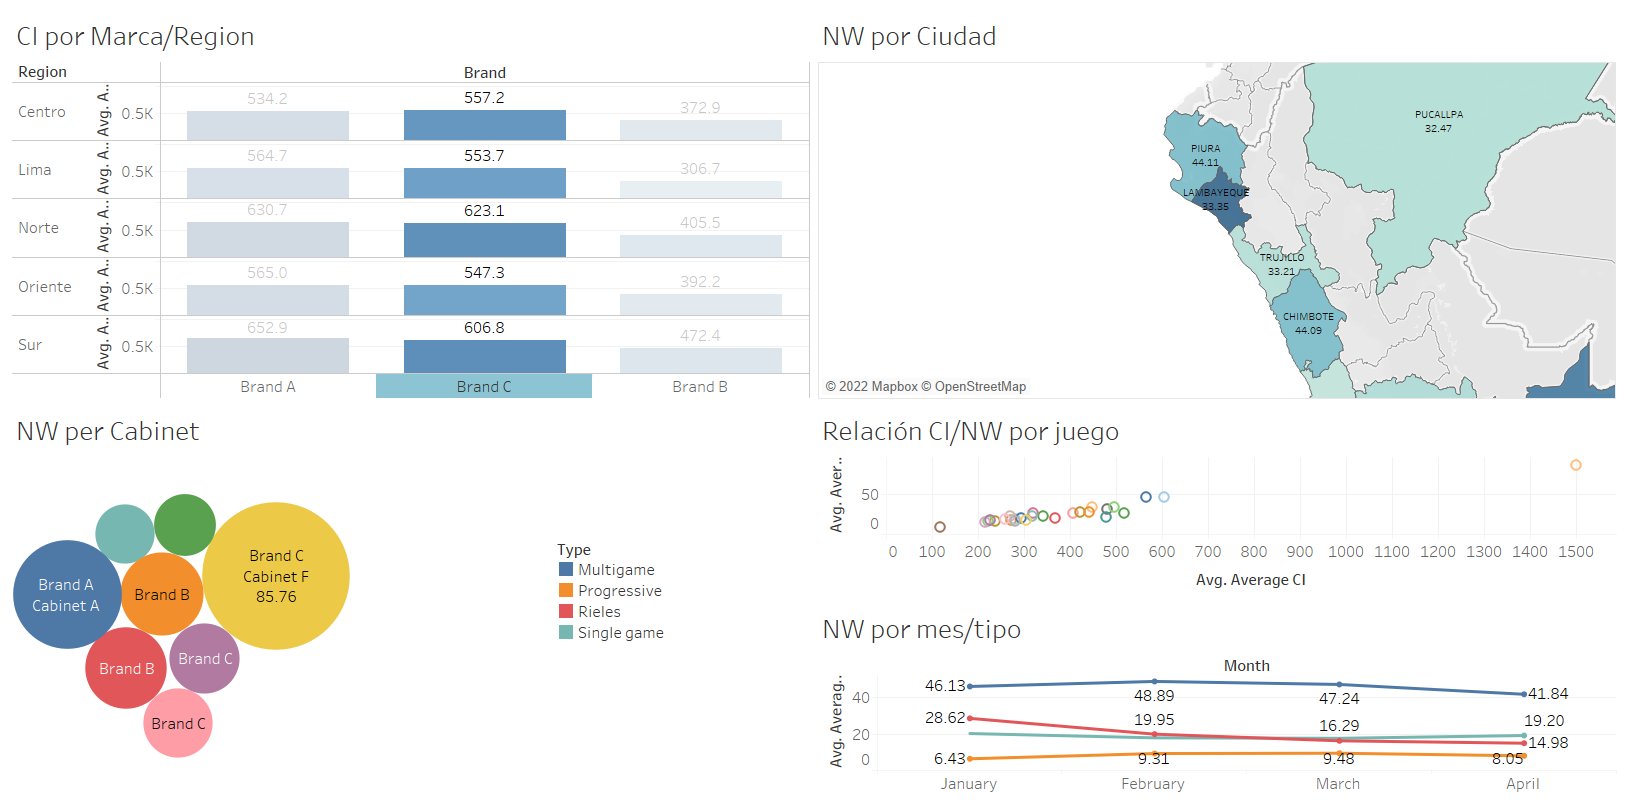 CI por Marca/Region
Region
Brand
Centro
Avg. A..
0.5K
534.2
557.2
372.9
Lima
Avg. A..
0.5K
564.7
553.7
306.7
Norte
Avg. A..
0.5K
630.7
623.1
405.5
Oriente
Avg. A..
0.5K
565.0
547.3
392.2
Sur
Avg. A..
0.5K
652.9
606.8
472.4
Brand A
Brand C
Brand B
NW por Ciudad
PUCALLPA
32.47
PIURA
44.11
LAMBAYEQUE
33.35
TRUJILLO
33.21
CHIMBOTE
44.09
© 2022 Mapbox © OpenStreetMap
NW per Cabinet
Brand A
Cabinet A
Brand B
Brand C
Cabinet F
85.76
Brand B
Brand C
Brand C
Type
Multigame
Progressive
Rieles
Single game
Relación CI/NW por juego
Avg. Aver..
50
0
0
100
200
300
400
500
600
700
800
900
1000
1100
1200
1300
1400
1500
Avg. Average CI
NW por mes/tipo
Month
Avg. Averag..
40
20
0
46.13
48.89
47.24
41.84
28.62
19.95
16.29
19.20
14.98
6.43
9.31
9.48
8.05
January
February
March
April